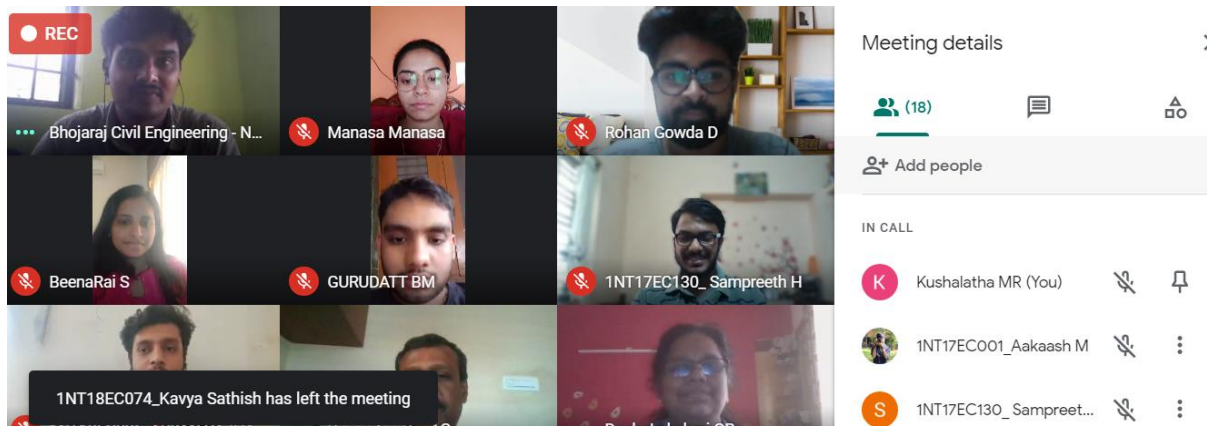 REC
Bhojaraj Civil Engineering - N...
Manasa Manasa
Rohan Gowda D
BeenaRai S
GURUDATT BM
1NT17EC130_ Sampreeth H
1NT18EC074_Kavya Sathish has left the meeting
Meeting details
(18)
Add people
IN CALL
K
Kushalatha MR (You)
1NT17EC001_Aakaash M
S
1NT17EC130_ Sampreet...